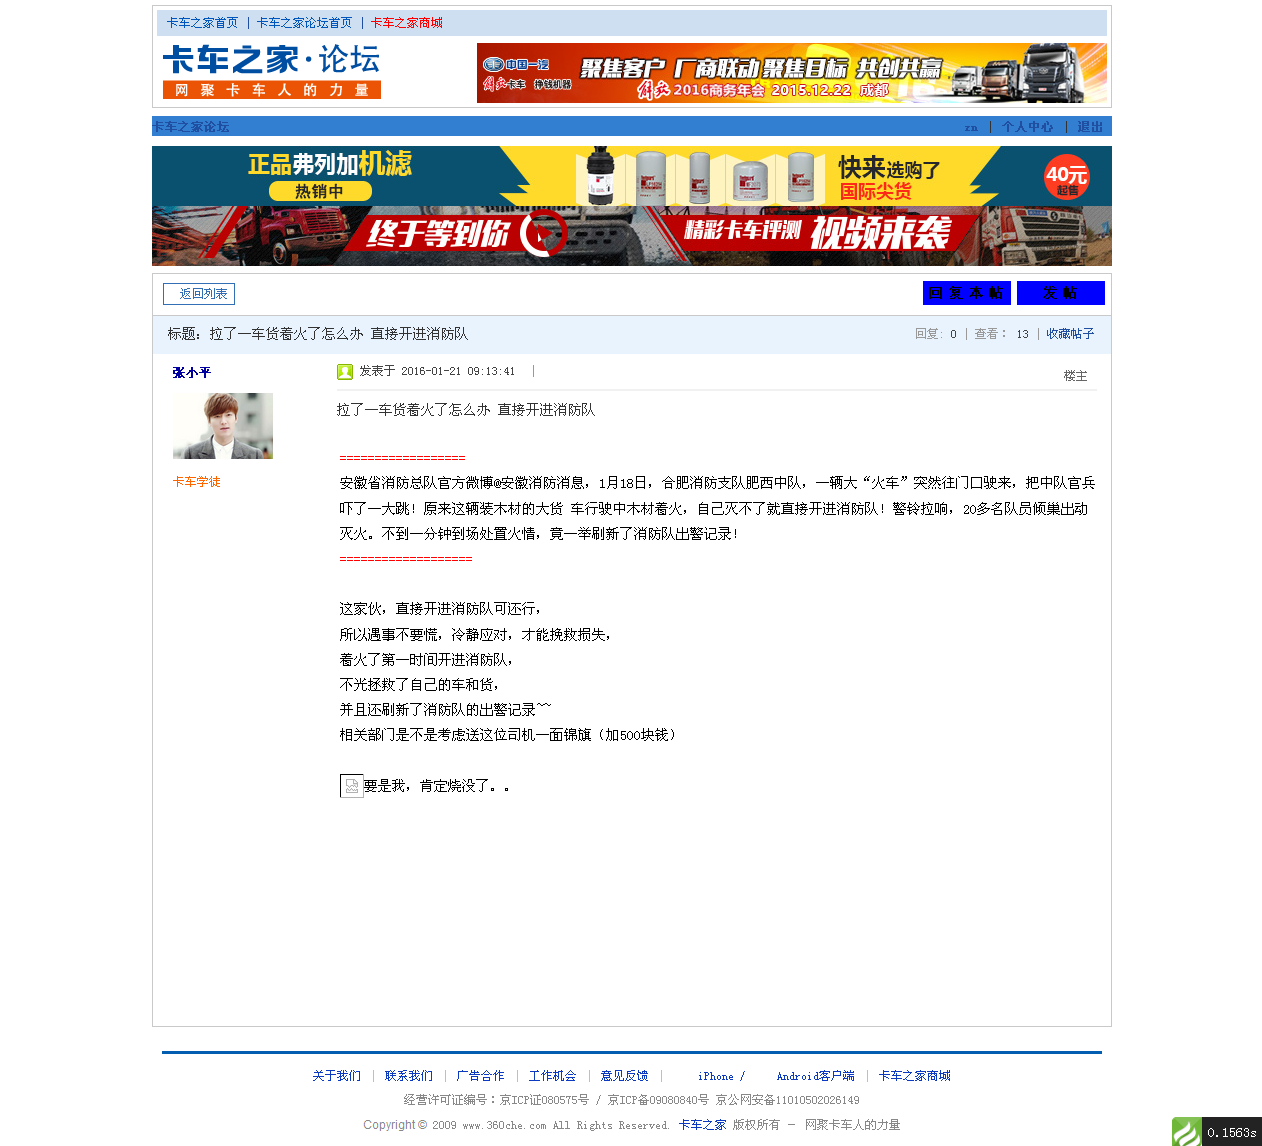 卡车之家首页 | 卡车之家论坛首页 | 卡车之家商城
卡车之家·论坛
网聚卡车人的力量
中国一汽
解放卡车 挣钱机器
聚焦客户 厂商联动 聚焦目标 共创共赢
解放 2016商务年会 2015.12.22 成都
卡车之家论坛
zn | 个人中心 | 退出
正品弗列加机滤
热销中
快来选购了
国际尖货
40元
起售
终于等到你
精彩卡车评测 视频来袭
返回列表
回复本帖
发帖
标题：拉了一车货着火了怎么办 直接开进消防队
回复: 0 | 查看： 13 | 收藏帖子
张小平
发表于 2016-01-21 09:13:41 |
楼主
卡车学徒
拉了一车货着火了怎么办 直接开进消防队
==================
安徽省消防总队官方微博@安徽消防消息，1月18日，合肥消防支队肥西中队，一辆大“火车”突然往门口驶来，把中队官兵
吓了一大跳！原来这辆装木材的大货 车行驶中木材着火，自己灭不了就直接开进消防队！警铃拉响，20多名队员倾巢出动
灭火。不到一分钟到场处置火情，竟一举刷新了消防队出警记录！
===================
这家伙，直接开进消防队可还行，
所以遇事不要慌，冷静应对，才能挽救损失，
着火了第一时间开进消防队，
不光拯救了自己的车和货，
并且还刷新了消防队的出警记录~~
相关部门是不是考虑送这位司机一面锦旗（加500块钱）
要是我，肯定烧没了。。
关于我们 | 联系我们 | 广告合作 | 工作机会 | 意见反馈 | iPhone / Android客户端 | 卡车之家商城
经营许可证编号：京ICP证080575号 / 京ICP备09080840号 京公网安备11010502026149
Copyright © 2009 www.360che.com All Rights Reserved. 卡车之家 版权所有 － 网聚卡车人的力量
0.1563s